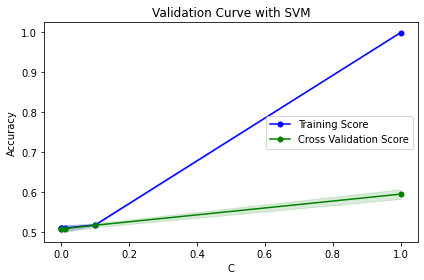 Validation Curve with SVM
1.0
0.9
0.8
0.7
0.6
0.5
Accuracy
Training Score
Cross Validation Score
0.0 0.2 0.4 0.6 0.8 1.0
C